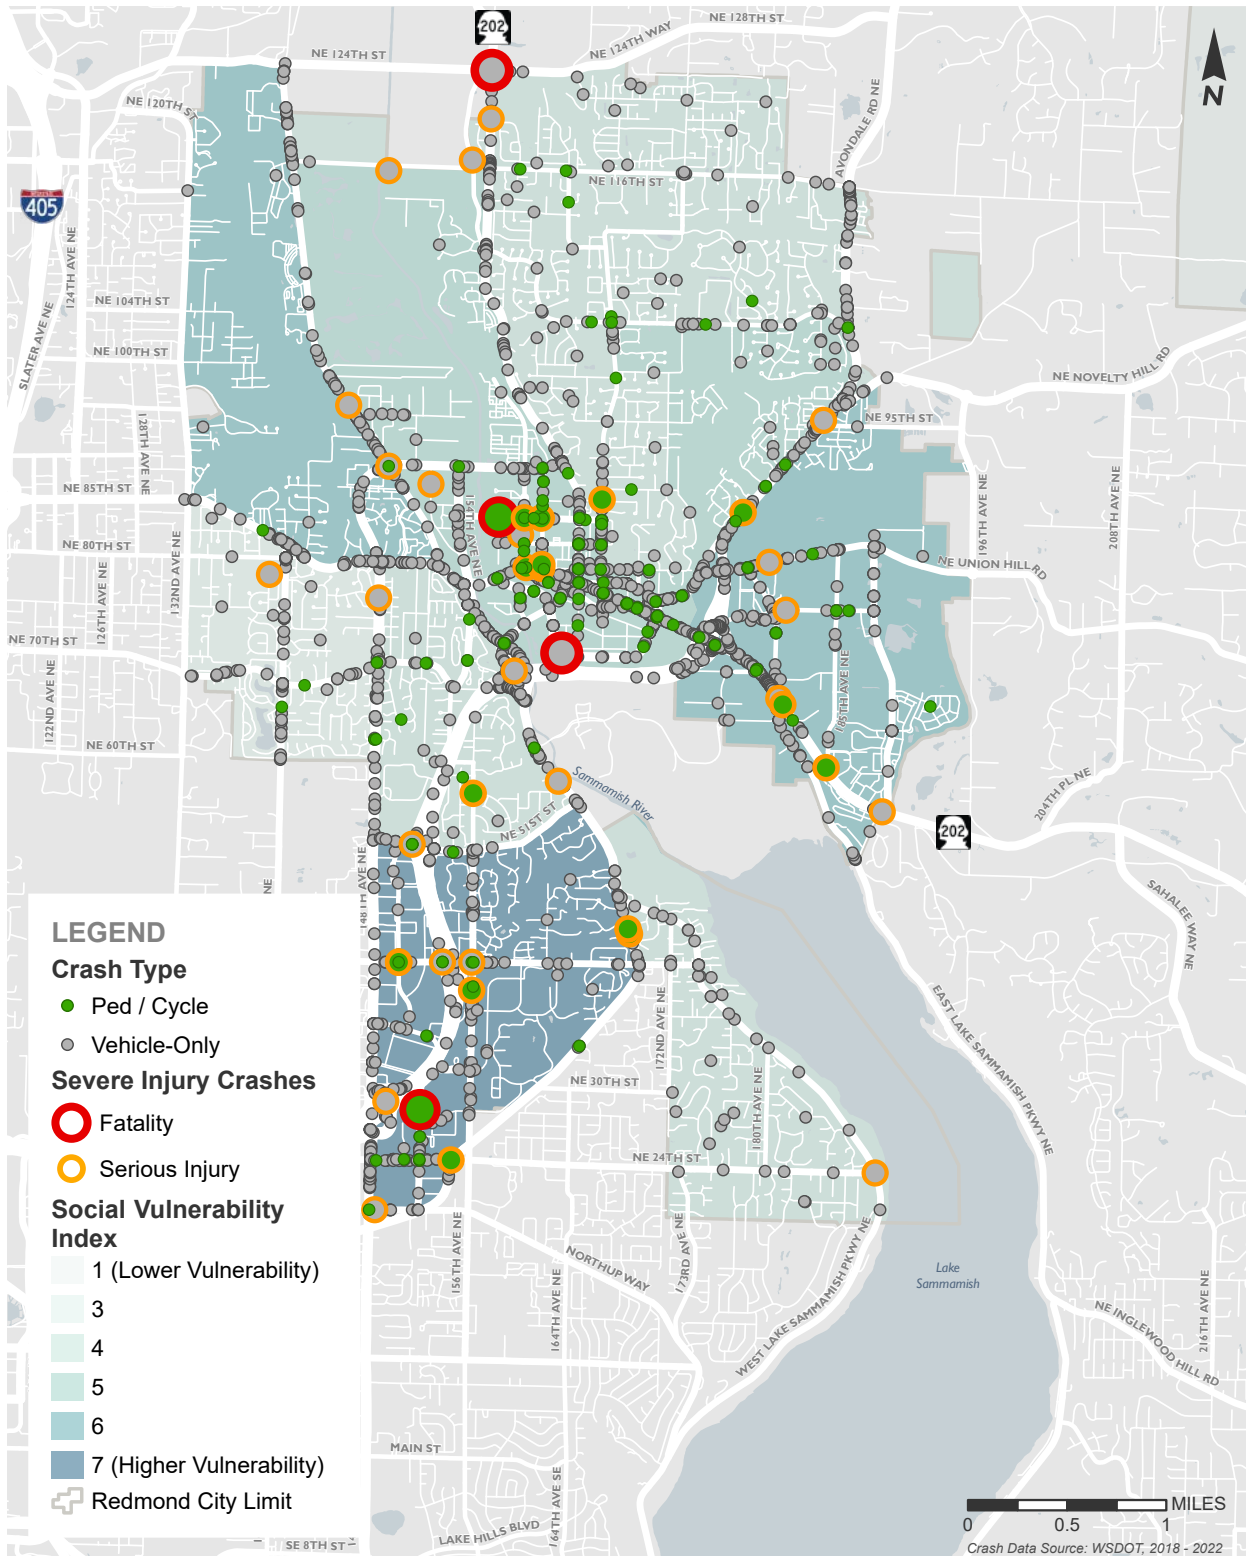 202
NE 128TH ST
NE 124TH WAY
NE 124TH ST
N
NE 120TH ST
AVONDALE RD NE
405
NE 116TH ST
124TH AVE NE
NE 104TH ST
SLATER AVE NE
NE 100TH ST
NE NOVELTY HILL RD
NE 95TH ST
128TH AVE NE
NE 85TH ST
154TH AVE NE
196TH AVE NE
208TH AVE NE
NE 80TH ST
132ND AVE NE
126TH AVE NE
NE UNION HILL RD
NE 70TH ST
122ND AVE NE
185TH AVE NE
NE 60TH ST
Sammamish River
204TH PL NE
NE 51ST ST
202
148TH AVE NE
NE
SAHALEE WAY NE
LEGEND
Crash Type
Ped / Cycle
Vehicle-Only
Severe Injury Crashes
Fatality
Serious Injury
Social Vulnerability
Index
1 (Lower Vulnerability)
3
4
5
6
7 (Higher Vulnerability)
Redmond City Limit
172ND AVE NE
EAST LAKE SAMMAMISH PKWY NE
NE 30TH ST
180TH AVE NE
NE 24TH ST
156TH AVE NE
NORTHUP WAY
173RD AVE NE
164TH AVE NE
WEST LAKE SAMMAMISH PKWY NE
Lake
Sammamish
NE INGLEWOOD HILL RD
216TH AVE NE
MAIN ST
164TH AVE SE
LAKE HILLS BLVD
SE 8TH ST
MILES
0 0.5 1
Crash Data Source: WSDOT, 2018 - 2022